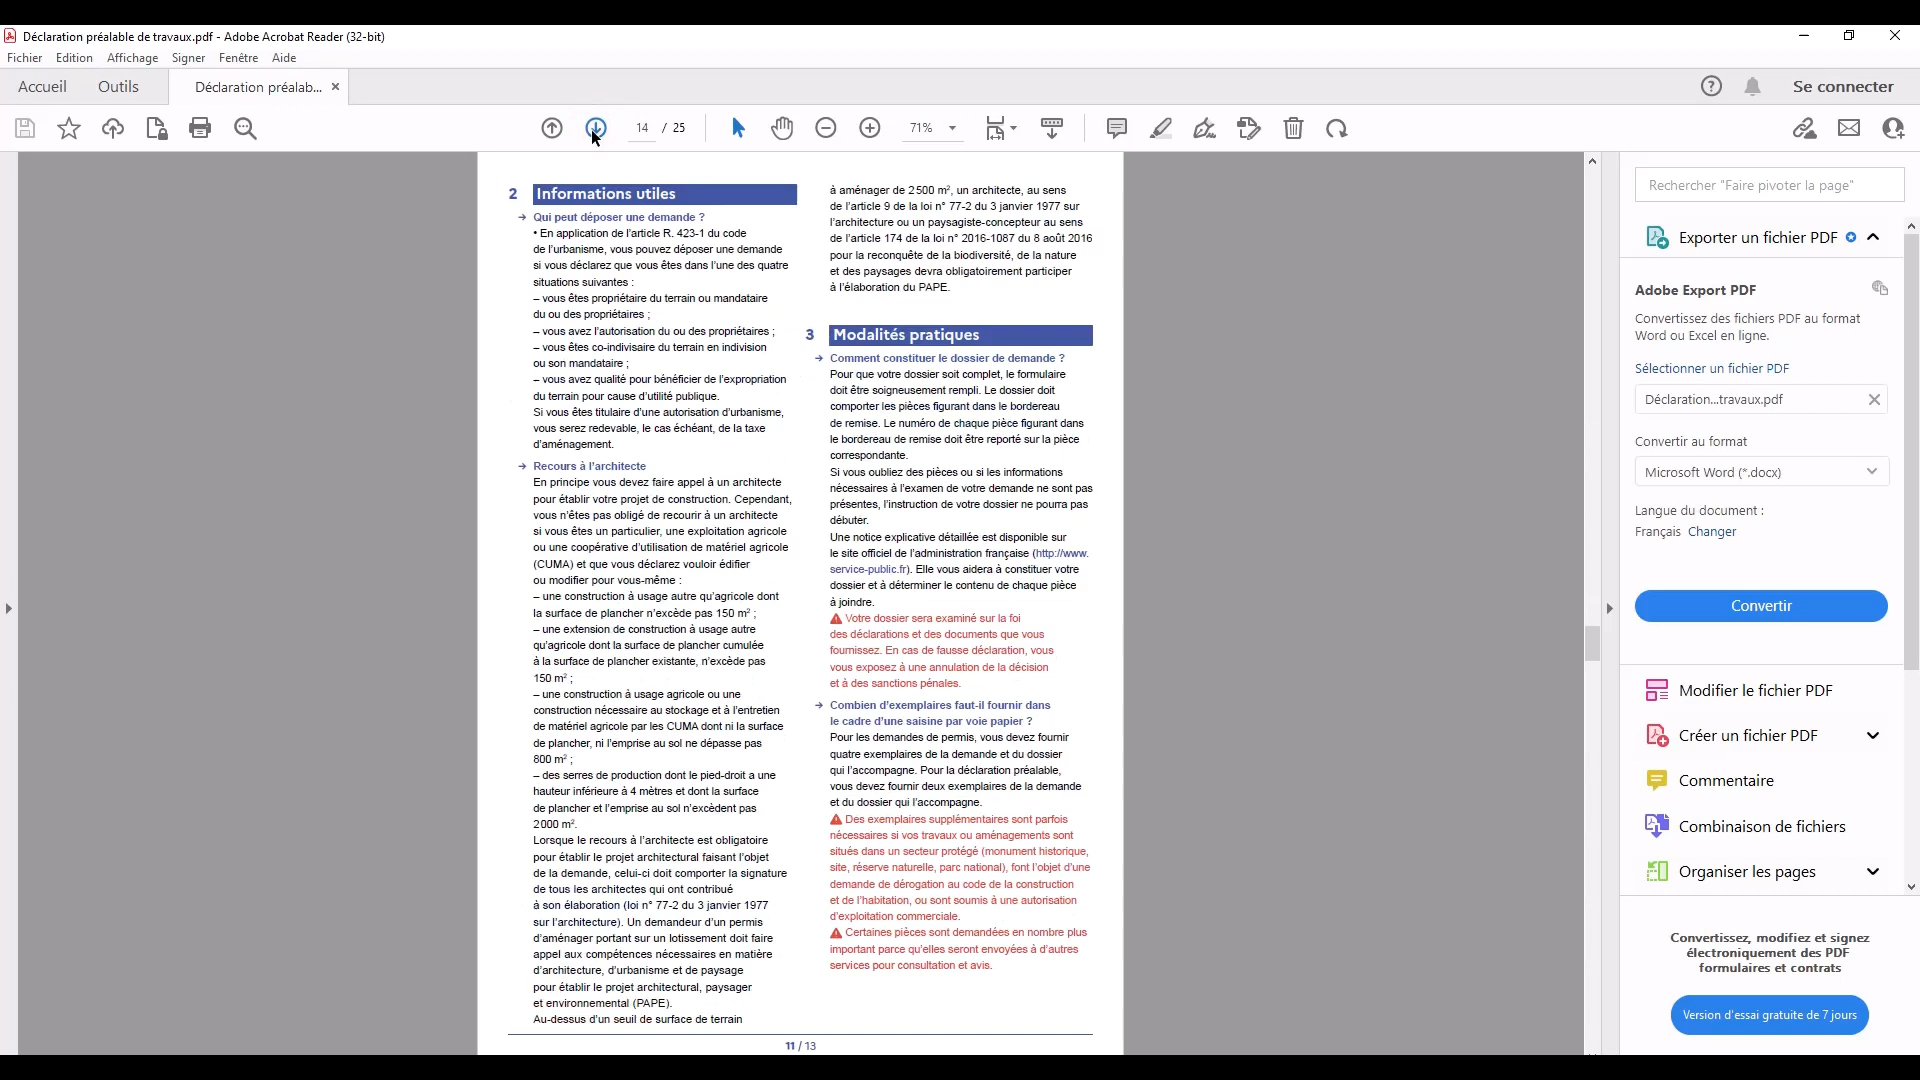 Déclaration préalable de travaux.pdf - Adobe Acrobat Reader (32-bit)
Fichier Edition Affichage Signer Fenêtre Aide
Accueil Outils Déclaration préalab... × Se connecter
14 / 25 71%
2 Informations utiles
→ Qui peut déposer une demande ?
• En application de l’article R. 423-1 du code
de l’urbanisme, vous pouvez déposer une demande
si vous déclarez que vous êtes dans l’une des quatre
situations suivantes :
– vous êtes propriétaire du terrain ou mandataire
du ou des propriétaires ;
– vous avez l’autorisation du ou des propriétaires ;
– vous êtes co-indivisaire du terrain en indivision
ou son mandataire ;
– vous avez qualité pour bénéficier de l’expropriation
du terrain pour cause d’utilité publique.
Si vous êtes titulaire d’une autorisation d’urbanisme,
vous serez redevable, le cas échéant, de la taxe
d’aménagement.
→ Recours à l’architecte
En principe vous devez faire appel à un architecte
pour établir votre projet de construction. Cependant,
vous n’êtes pas obligé de recourir à un architecte
si vous êtes un particulier, une exploitation agricole
ou une coopérative d’utilisation de matériel agricole
(CUMA) et que vous déclarez vouloir édifier
ou modifier pour vous-même :
– une construction à usage autre qu’agricole dont
la surface de plancher n’excède pas 150 m² ;
– une extension de construction à usage autre
qu’agricole dont la surface de plancher cumulée
à la surface de plancher existante, n’excède pas
150 m² ;
– une construction à usage agricole ou une
construction nécessaire au stockage et à l’entretien
de matériel agricole par les CUMA dont ni la surface
de plancher, ni l’emprise au sol ne dépasse pas
800 m² ;
– des serres de production dont le pied-droit a une
hauteur inférieure à 4 mètres et dont la surface
de plancher et l’emprise au sol n’excèdent pas
2000 m².
Lorsque le recours à l’architecte est obligatoire
pour établir le projet architectural faisant l’objet
de la demande, celui-ci doit comporter la signature
de tous les architectes qui ont contribué
à son élaboration (loi n° 77-2 du 3 janvier 1977
sur l’architecture). Un demandeur d’un permis
d’aménager portant sur un lotissement doit faire
appel aux compétences nécessaires en matière
d’architecture, d’urbanisme et de paysage
pour établir le projet architectural, paysager
et environnemental (PAPE).
Au-dessus d’un seuil de surface de terrain
à aménager de 2500 m², un architecte, au sens
de l’article 9 de la loi n° 77-2 du 3 janvier 1977 sur
l’architecture ou un paysagiste-concepteur au sens
de l’article 174 de la loi n° 2016-1087 du 8 août 2016
pour la reconquête de la biodiversité, de la nature
et des paysages devra obligatoirement participer
à l’élaboration du PAPE.
3 Modalités pratiques
→ Comment constituer le dossier de demande ?
Pour que votre dossier soit complet, le formulaire
doit être soigneusement rempli. Le dossier doit
comporter les pièces figurant dans le bordereau
de remise. Le numéro de chaque pièce figurant dans
le bordereau de remise doit être reporté sur la pièce
correspondante.
Si vous oubliez des pièces ou si les informations
nécessaires à l’examen de votre demande ne sont pas
présentes, l’instruction de votre dossier ne pourra pas
débuter.
Une notice explicative détaillée est disponible sur
le site officiel de l’administration française (http://www.
service-public.fr). Elle vous aidera à constituer votre
dossier et à déterminer le contenu de chaque pièce
à joindre.
Votre dossier sera examiné sur la foi
des déclarations et des documents que vous
fournissez. En cas de fausse déclaration, vous
vous exposez à une annulation de la décision
et à des sanctions pénales.
→ Combien d’exemplaires faut-il fournir dans
le cadre d’une saisine par voie papier ?
Pour les demandes de permis, vous devez fournir
quatre exemplaires de la demande et du dossier
qui l’accompagne. Pour la déclaration préalable,
vous devez fournir deux exemplaires de la demande
et du dossier qui l’accompagne.
Des exemplaires supplémentaires sont parfois
nécessaires si vos travaux ou aménagements sont
situés dans un secteur protégé (monument historique,
site, réserve naturelle, parc national), font l’objet d’une
demande de dérogation au code de la construction
et de l’habitation, ou sont soumis à une autorisation
d’exploitation commerciale.
Certaines pièces sont demandées en nombre plus
important parce qu’elles seront envoyées à d’autres
services pour consultation et avis.
11 / 13
Rechercher "Faire pivoter la page"
Exporter un fichier PDF
Adobe Export PDF
Convertissez des fichiers PDF au format
Word ou Excel en ligne.
Sélectionner un fichier PDF
Déclaration...travaux.pdf
Convertir au format
Microsoft Word (*.docx)
Langue du document :
Français Changer
Convertir
Modifier le fichier PDF
Créer un fichier PDF
Commentaire
Combinaison de fichiers
Organiser les pages
Convertissez, modifiez et signez
électroniquement des PDF
formulaires et contrats
Version d'essai gratuite de 7 jours